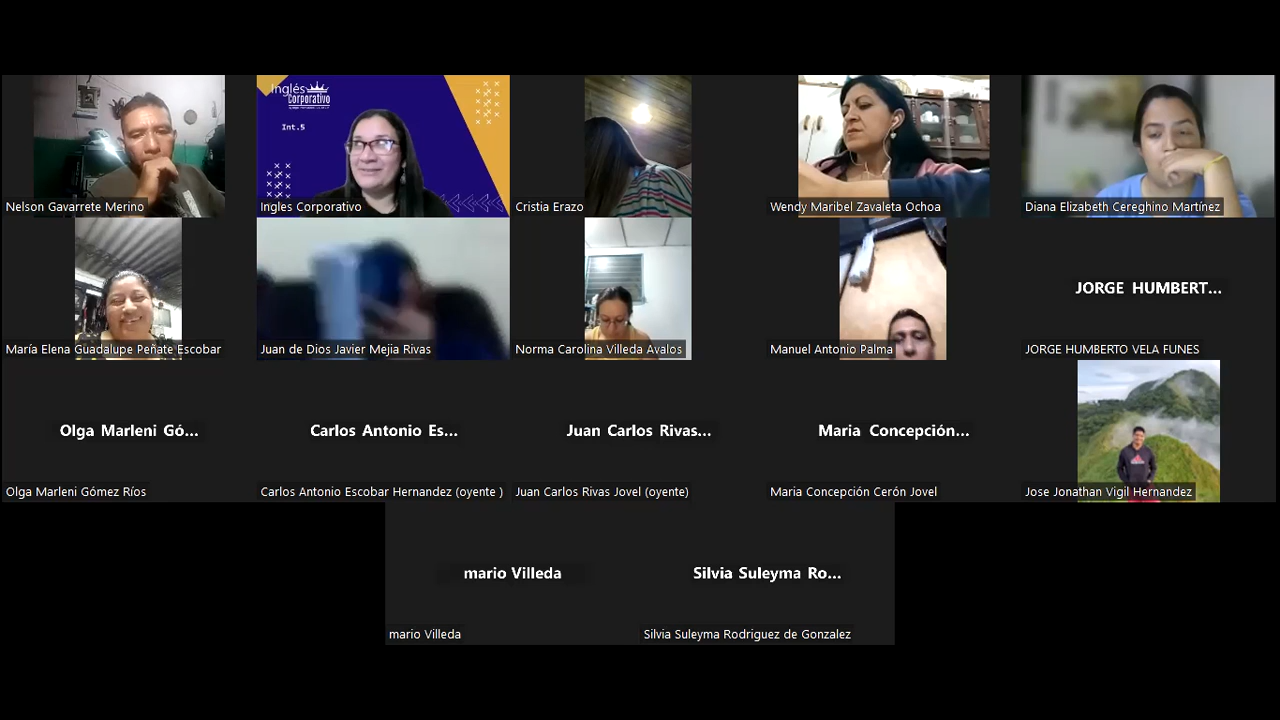 Inglés
Corporativo
Int.5
Nelson Gavarrete Merino
Ingles Corporativo
Cristia Erazo
Wendy Maribel Zavaleta Ochoa
Diana Elizabeth Cereghino Martínez
María Elena Guadalupe Peñate Escobar
Juan de Dios Javier Mejia Rivas
Norma Carolina Villeda Avalos
Manuel Antonio Palma
JORGE HUMBERT...
JORGE HUMBERTO VELA FUNES
Olga Marleni Gó...
Carlos Antonio Es...
Juan Carlos Rivas...
Maria Concepción...
Olga Marleni Gómez Ríos
Carlos Antonio Escobar Hernandez (oyente )
Juan Carlos Rivas Jovel (oyente)
Maria Concepción Cerón Jovel
Jose Jonathan Vigil Hernandez
mario Villeda
Silvia Suleyma Ro...
mario Villeda
Silvia Suleyma Rodriguez de Gonzalez